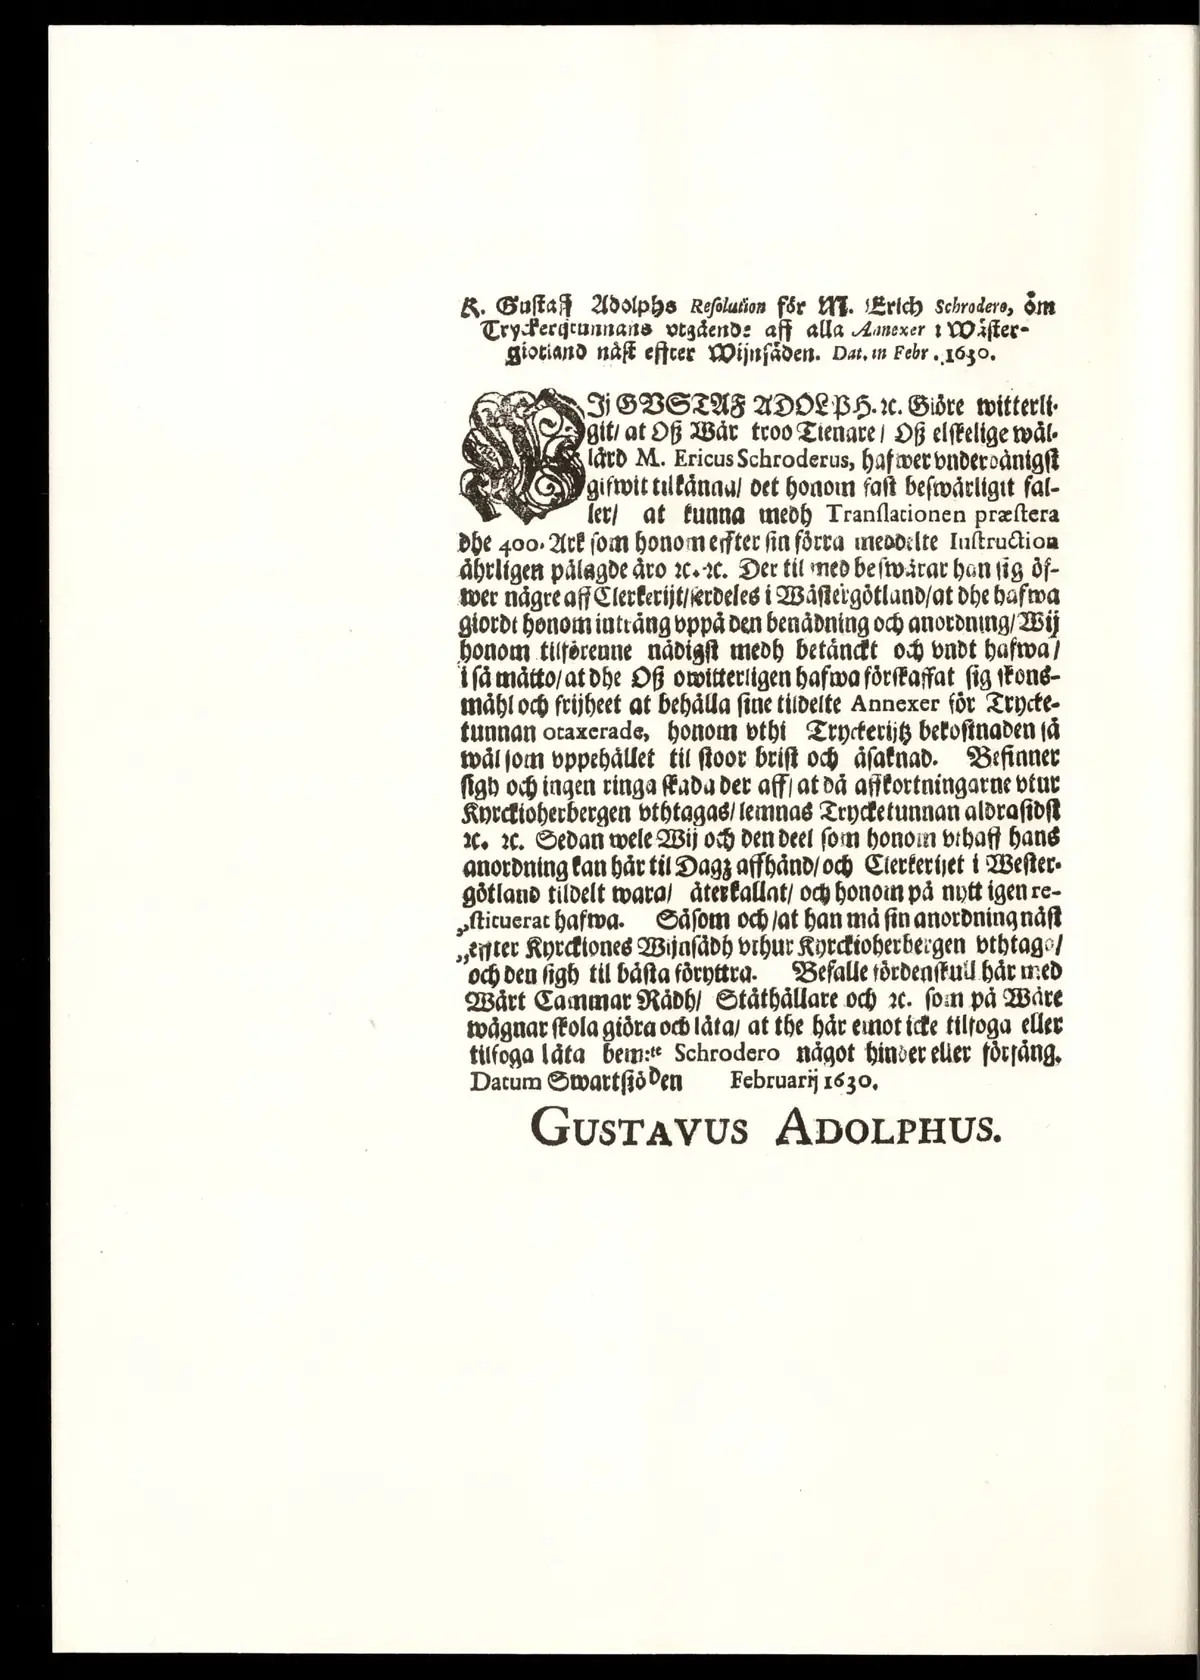 K. Gustaff Adolphs Resolution för M. Erich Schrodero, om
Tryckerijtunnans vtgående aff alla Annexer i Wäster-
giötland näst effter Wijnsäden. Dat. in Febr. 1630.
WIj GVSTAF ADOLPH. ꝛc. Giöre witterli-
git/ at Oß Wår troo Tienare/ Oß elskelige wäl-
lärd M. Ericus Schroderus, hafwer vnderdånigst
gifwit tilkänna/ det honom fast beswärligit fal-
ler/ at kunna medh Translationen præstera
dhe 400. Ark som honom effter sin förra meddelte Instruction
åhrligen pålagde äro ꝛc. ꝛc. Der til med beswärar han sig öf-
wer någre aff Clerkerijt/ serdeles i Wästergötland/ at dhe hafwa
giordt honom inträng vppå den benådning och anordning/ Wij
honom tilförenne nådigst medh betänckt och vndt hafwa/
i så måtto/ at dhe Oß owitterligen hafwa förskaffat sig skons-
måhl och frijheet at behålla sine tildelte Annexer för Trycke-
tunnan otaxerade, honom vthi Tryckerijtz bekostnaden så
wäl som vppehållet til stoor brist och åsaknad. Befinner
sigh och ingen ringa skada der aff/ at då affkortningarne vtur
Kyrckioherbergen vthtagas/ lemnas Trycketunnan aldrasidst
ꝛc. ꝛc. Sedan wele Wij och den deel som honom vthaff hans
anordning kan här til Dagz affhänd/ och Clerkerijet i Wester-
götland tildelt wara/ återkallat/ och honom på nytt igen re-
„stituerat hafwa. Såsom och/ at han må sin anordning näst
„effter Kyrckiones Wijnsädh vthur Kyrckioherbergen vthtaga/
och den sigh til bästa föryttra. Befalle fördenskull här med
Wårt Cammar Rådh/ Ståthållare och ꝛc. som på Wåre
wägnar skola giöra och låta/ at the här emot icke tilfoga eller
tilfoga låta bem:te Schrodero något hinder eller förfång.
Datum Swartsjöden Februarij 1630.
GUSTAVUS ADOLPHUS.